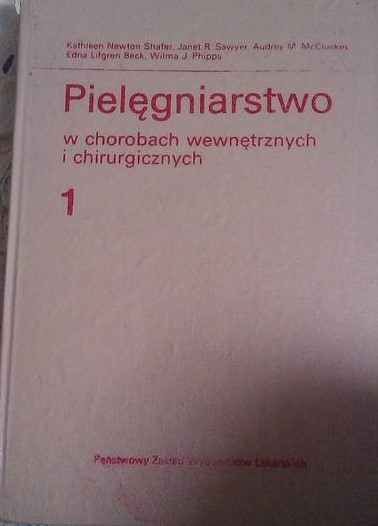 Kathleen Newton Shafer, Janet R. Sawyer, Audrey M. McCluskey
Edna Lifgren Beck, Wilma J. Phipps
Pielęgniarstwo
w chorobach wewnętrznych
i chirurgicznych
1
Państwowy Zakład Wydawnictw Lekarskich